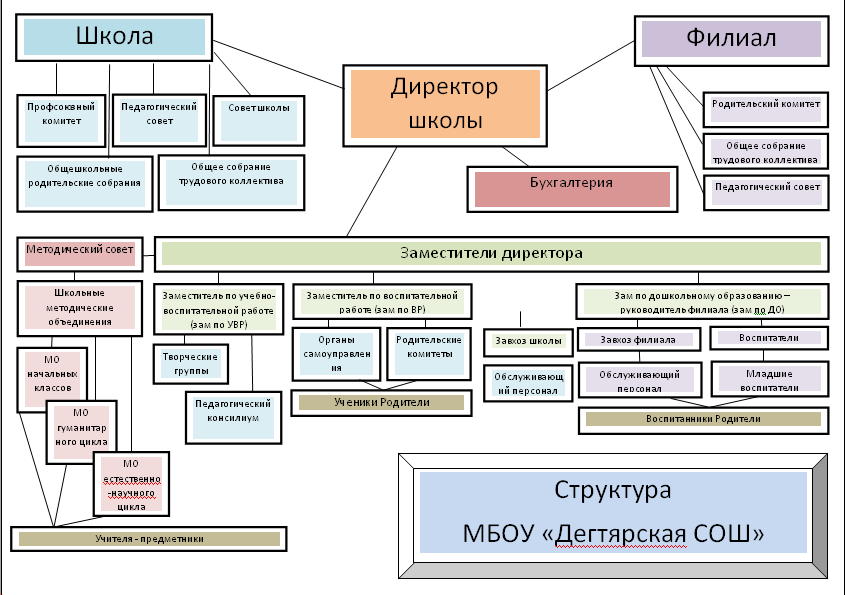 Школа
Филиал
Директор
школы
Профсоюзный
комитет
Педагогический
совет
Совет школы
Родительский комитет
Общее собрание
трудового коллектива
Педагогический совет
Общешкольные
родительские собрания
Общее собрание
трудового коллектива
Бухгалтерия
Методический совет
Заместители директора
Школьные
методические
объединения
Заместитель по учебно-
воспитательной работе
(зам по УВР)
Заместитель по воспитательной
работе (зам по ВР)
Зам по дошкольному образованию –
руководитель филиала (зам по ДО)
Творческие
группы
Органы
самоуправлен
ия
Родительские
комитеты
Завхоз школы
Завхоз филиала
Воспитатели
МО
начальных
классов
Обслуживающ
ий персонал
Обслуживающий
персонал
Младшие
воспитатели
Педагогический
консилиум
Ученики Родители
Воспитанники Родители
МО
гуманитар
ного цикла
МО
естественно
-научного
цикла
Учителя - предметники
Структура
МБОУ «Дегтярская СОШ»